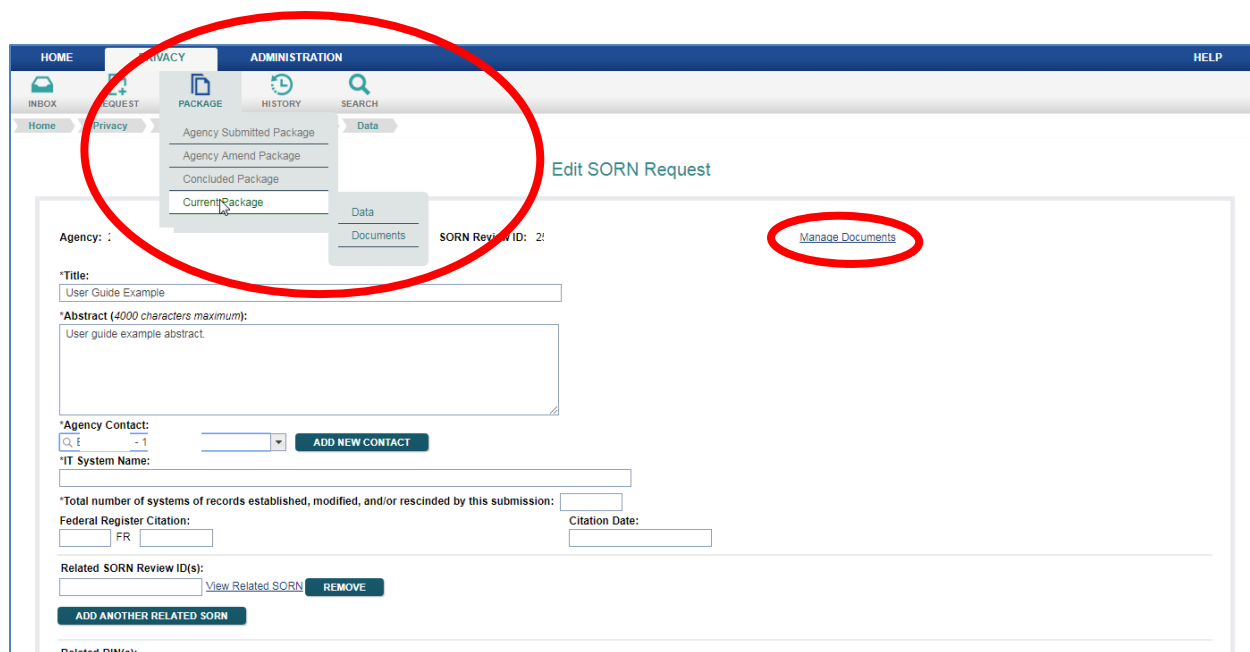 HOME PRIVACY ADMINISTRATION HELP
INBOX REQUEST PACKAGE HISTORY SEARCH
Home Privacy Data
Agency Submitted Package
Agency Amend Package
Concluded Package
Current Package
Data
Documents
Edit SORN Request
Agency: SORN Review ID: Manage Documents
*Title:
User Guide Example
*Abstract (4000 characters maximum):
User guide example abstract.
*Agency Contact:
- 1 ADD NEW CONTACT
*IT System Name:
*Total number of systems of records established, modified, and/or rescinded by this submission:
Federal Register Citation: Citation Date:
FR
Related SORN Review ID(s):
View Related SORN REMOVE
ADD ANOTHER RELATED SORN